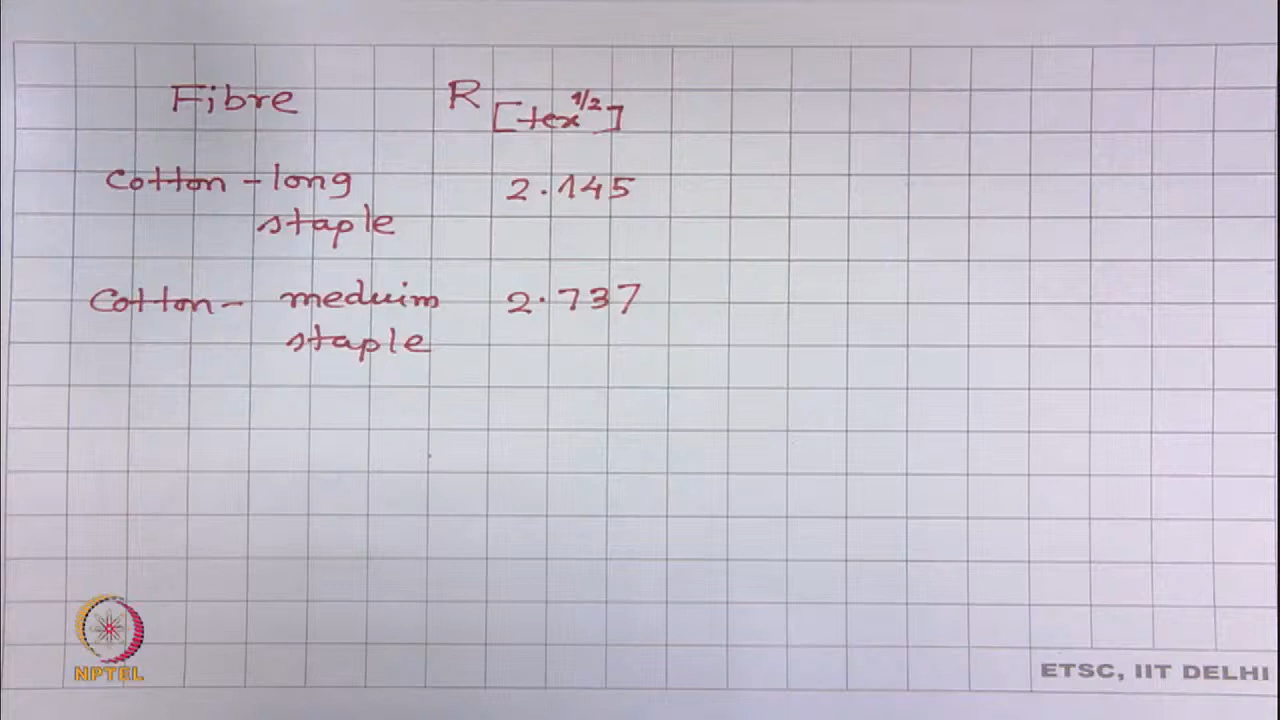 Fibre R [tex^1/2]
Cotton - long 2.145
staple
Cotton - meduim 2.737
staple
NPTEL
ETSC, IIT DELHI